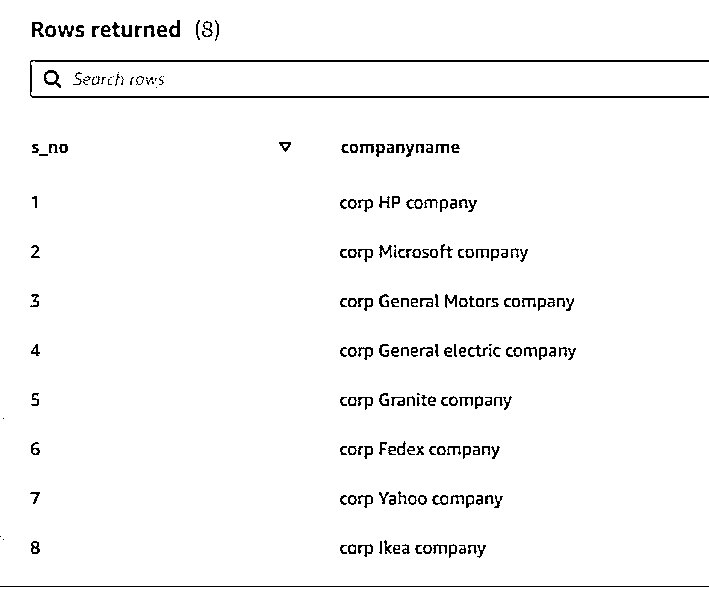 Rows returned (8)
Search rows
s_no companyname
1 corp HP company
2 corp Microsoft company
3 corp General Motors company
4 corp General electric company
5 corp Granite company
6 corp Fedex company
7 corp Yahoo company
8 corp Ikea company